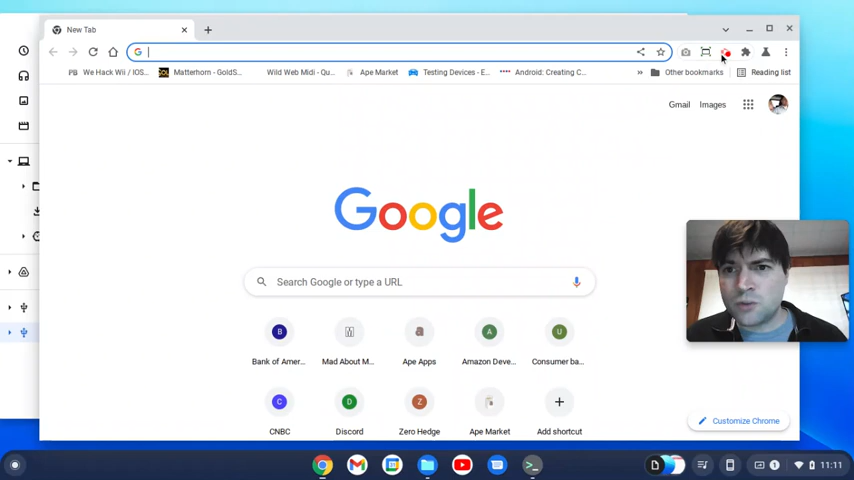 New Tab
We Hack Wii / IOS...
Matterhorn - GoldS...
Wild Web Midi - Qu...
Ape Market
Testing Devices - E...
Android: Creating C...
»
Other bookmarks
Reading list
Gmail
Images
Google
Search Google or type a URL
B
A
U
Bank of Amer...
Mad About M...
Ape Apps
Amazon Deve...
Consumer ba...
C
D
Z
CNBC
Discord
Zero Hedge
Ape Market
Add shortcut
Customize Chrome
1
11:11